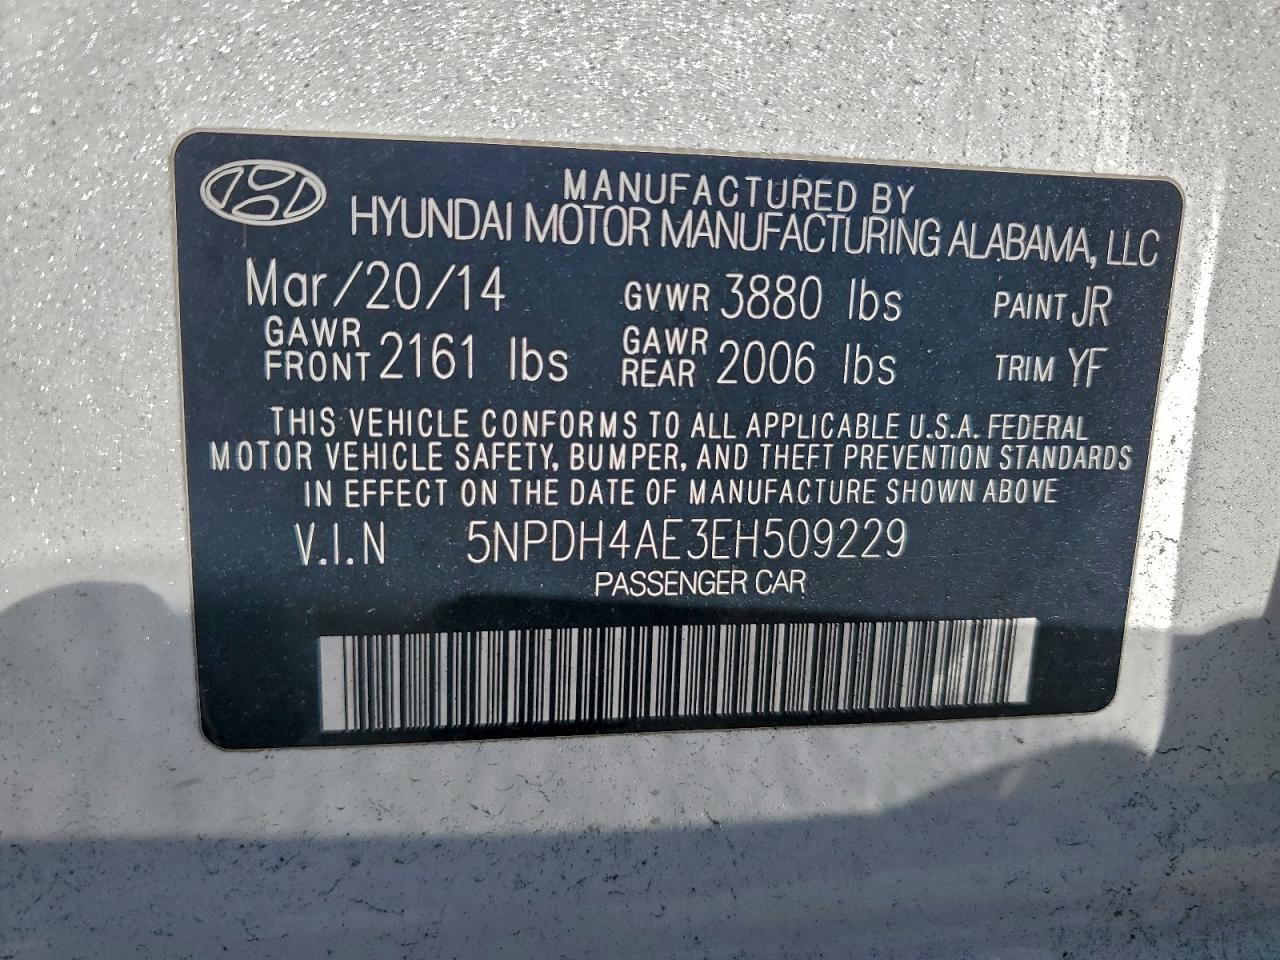 MANUFACTURED BY
HYUNDAI MOTOR MANUFACTURING ALABAMA, LLC
Mar/20/14 GVWR 3880 lbs PAINT JR
GAWR FRONT 2161 lbs GAWR REAR 2006 lbs TRIM YF
THIS VEHICLE CONFORMS TO ALL APPLICABLE U.S.A. FEDERAL
MOTOR VEHICLE SAFETY, BUMPER, AND THEFT PREVENTION STANDARDS
IN EFFECT ON THE DATE OF MANUFACTURE SHOWN ABOVE
V.I.N 5NPDH4AE3EH509229
PASSENGER CAR